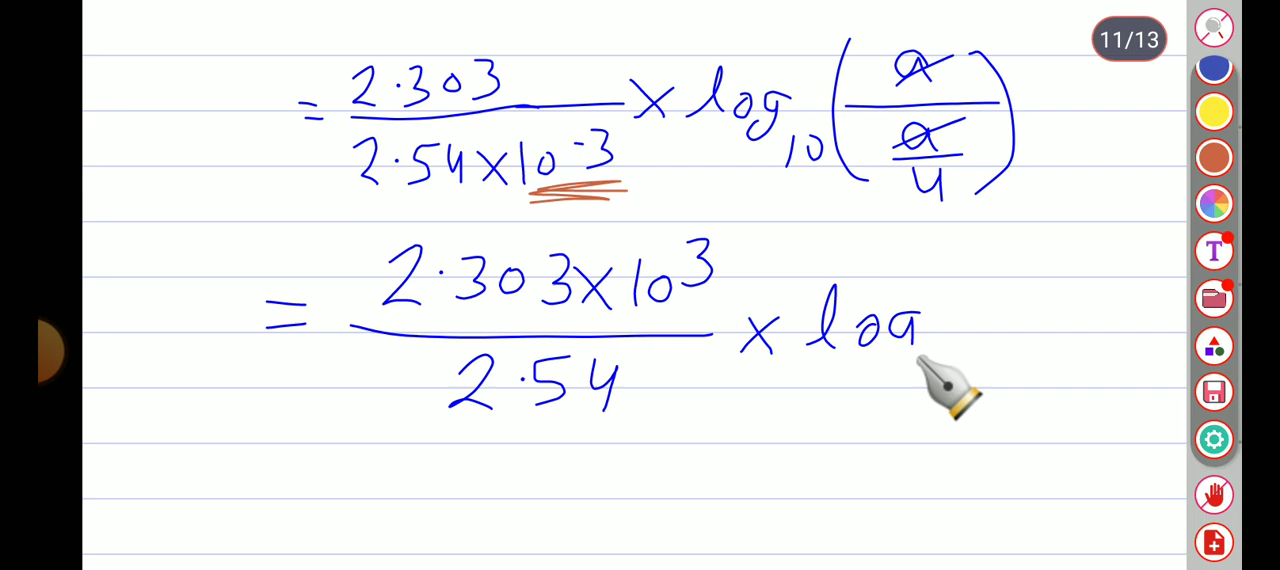 11/13
= 2.303 / 2.54×10⁻³ × log₁₀ (a / a/4)
T
= 2.303×10³ / 2.54 × log